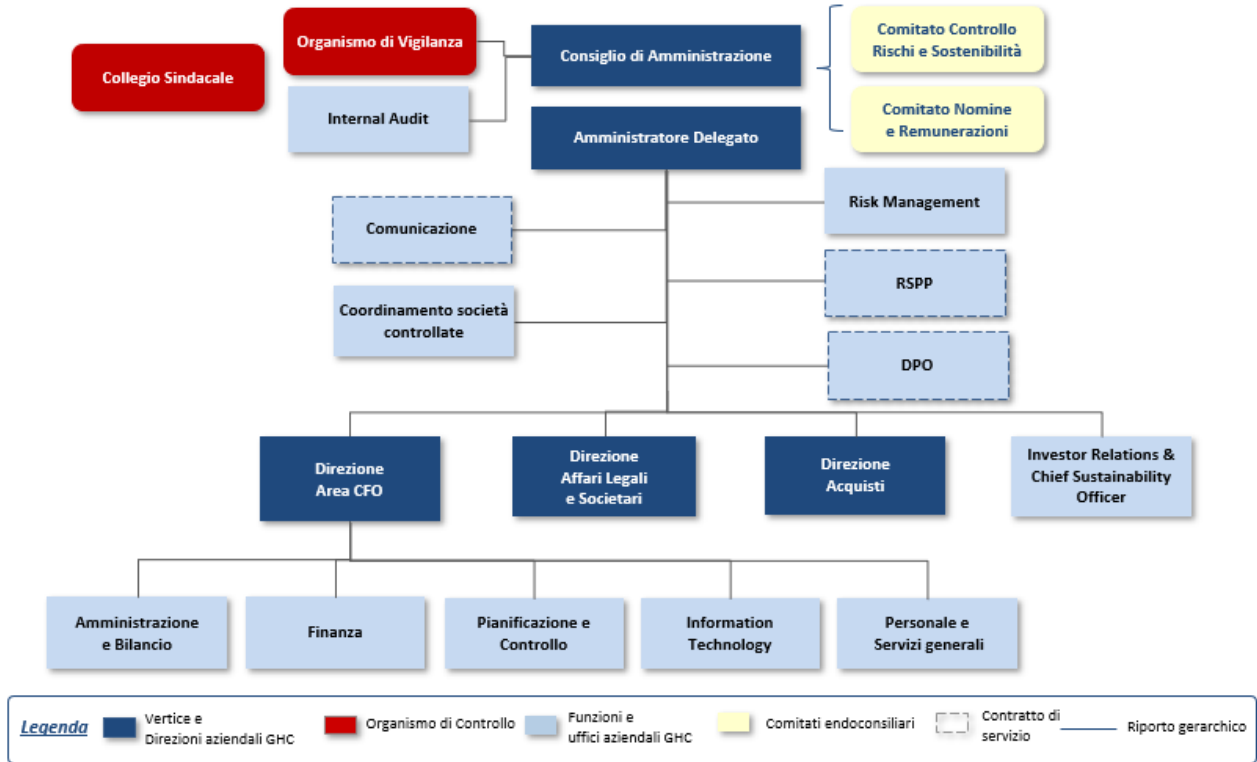 Collegio Sindacale
Organismo di Vigilanza
Internal Audit
Consiglio di Amministrazione
Amministratore Delegato
Comitato Controllo
Rischi e Sostenibilità
Comitato Nomine
e Remunerazioni
Comunicazione
Coordinamento società
controllate
Risk Management
RSPP
DPO
Direzione
Area CFO
Direzione
Affari Legali
e Societari
Direzione
Acquisti
Investor Relations &
Chief Sustainability
Officer
Amministrazione
e Bilancio
Finanza
Pianificazione e
Controllo
Information
Technology
Personale e
Servizi generali
Legenda
Vertice e
Direzioni aziendali GHC
Organismo di Controllo
Funzioni e
uffici aziendali GHC
Comitati endoconsiliari
Contratto di
servizio
Riporto gerarchico